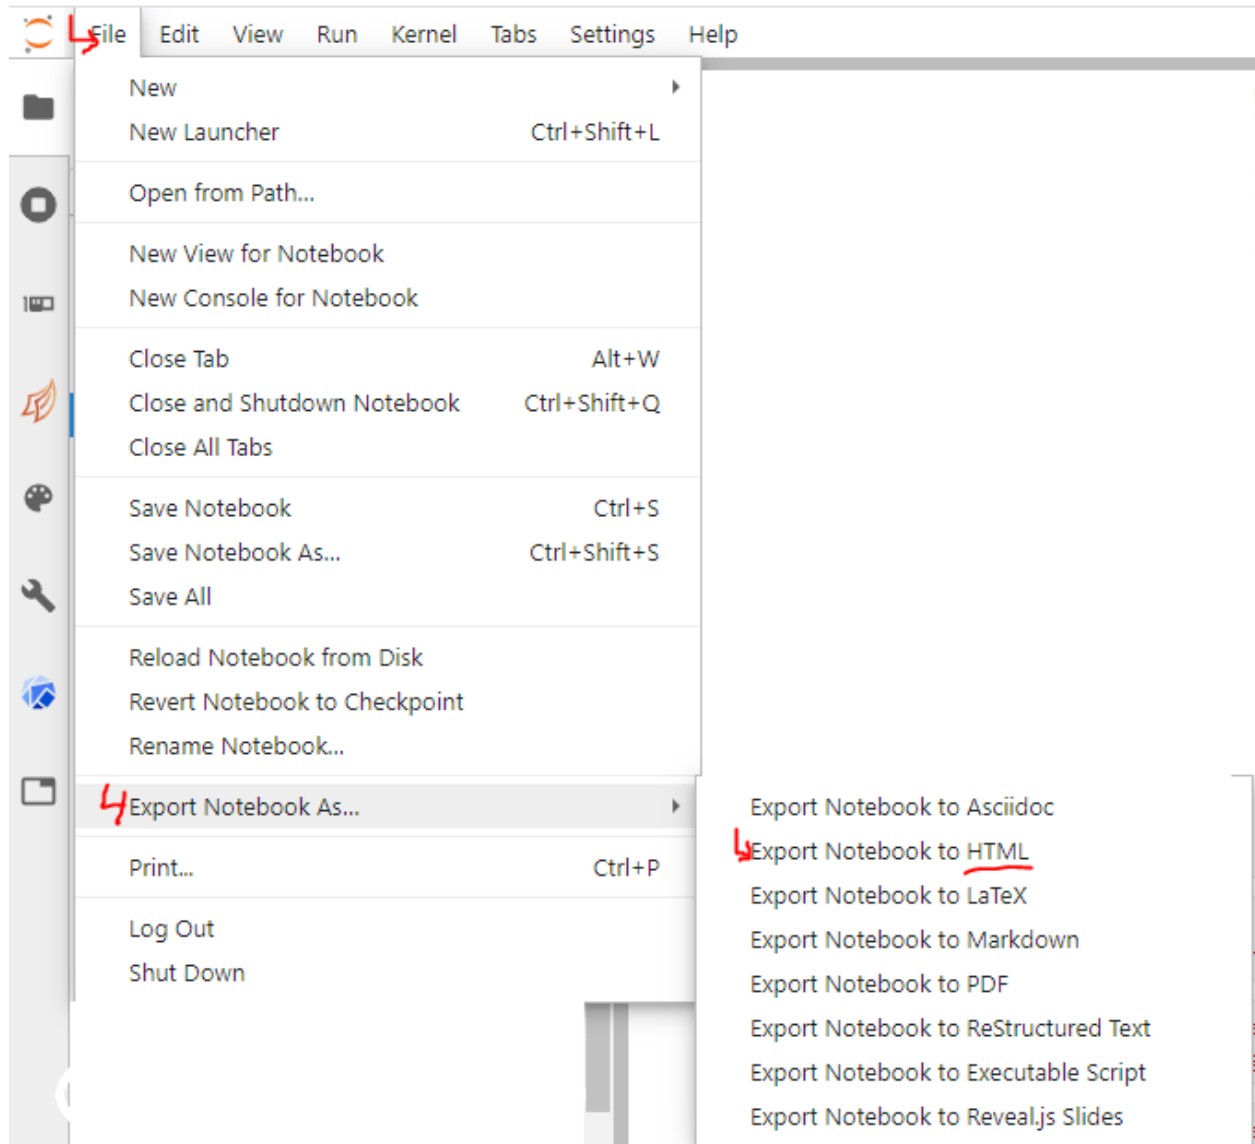 File Edit View Run Kernel Tabs Settings Help
New
New Launcher Ctrl+Shift+L
Open from Path...
New View for Notebook
New Console for Notebook
Close Tab Alt+W
Close and Shutdown Notebook Ctrl+Shift+Q
Close All Tabs
Save Notebook Ctrl+S
Save Notebook As... Ctrl+Shift+S
Save All
Reload Notebook from Disk
Revert Notebook to Checkpoint
Rename Notebook...
Export Notebook As...
Print... Ctrl+P
Log Out
Shut Down
Export Notebook to Asciidoc
Export Notebook to HTML
Export Notebook to LaTeX
Export Notebook to Markdown
Export Notebook to PDF
Export Notebook to ReStructured Text
Export Notebook to Executable Script
Export Notebook to Reveal.js Slides